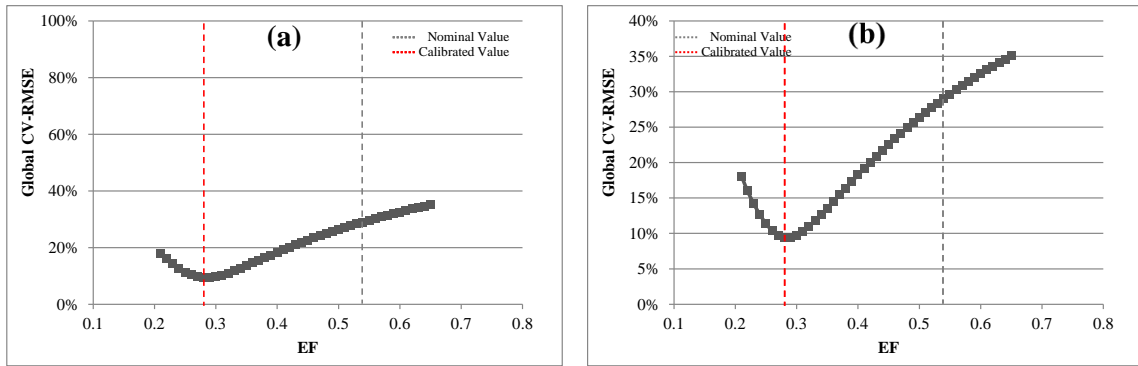 (a)
Nominal Value
Calibrated Value
Global CV-RMSE
100%
80%
60%
40%
20%
0%
0.1 0.2 0.3 0.4 0.5 0.6 0.7 0.8
EF
(b)
Nominal Value
Calibrated Value
Global CV-RMSE
40%
35%
30%
25%
20%
15%
10%
5%
0%
0.1 0.2 0.3 0.4 0.5 0.6 0.7 0.8
EF